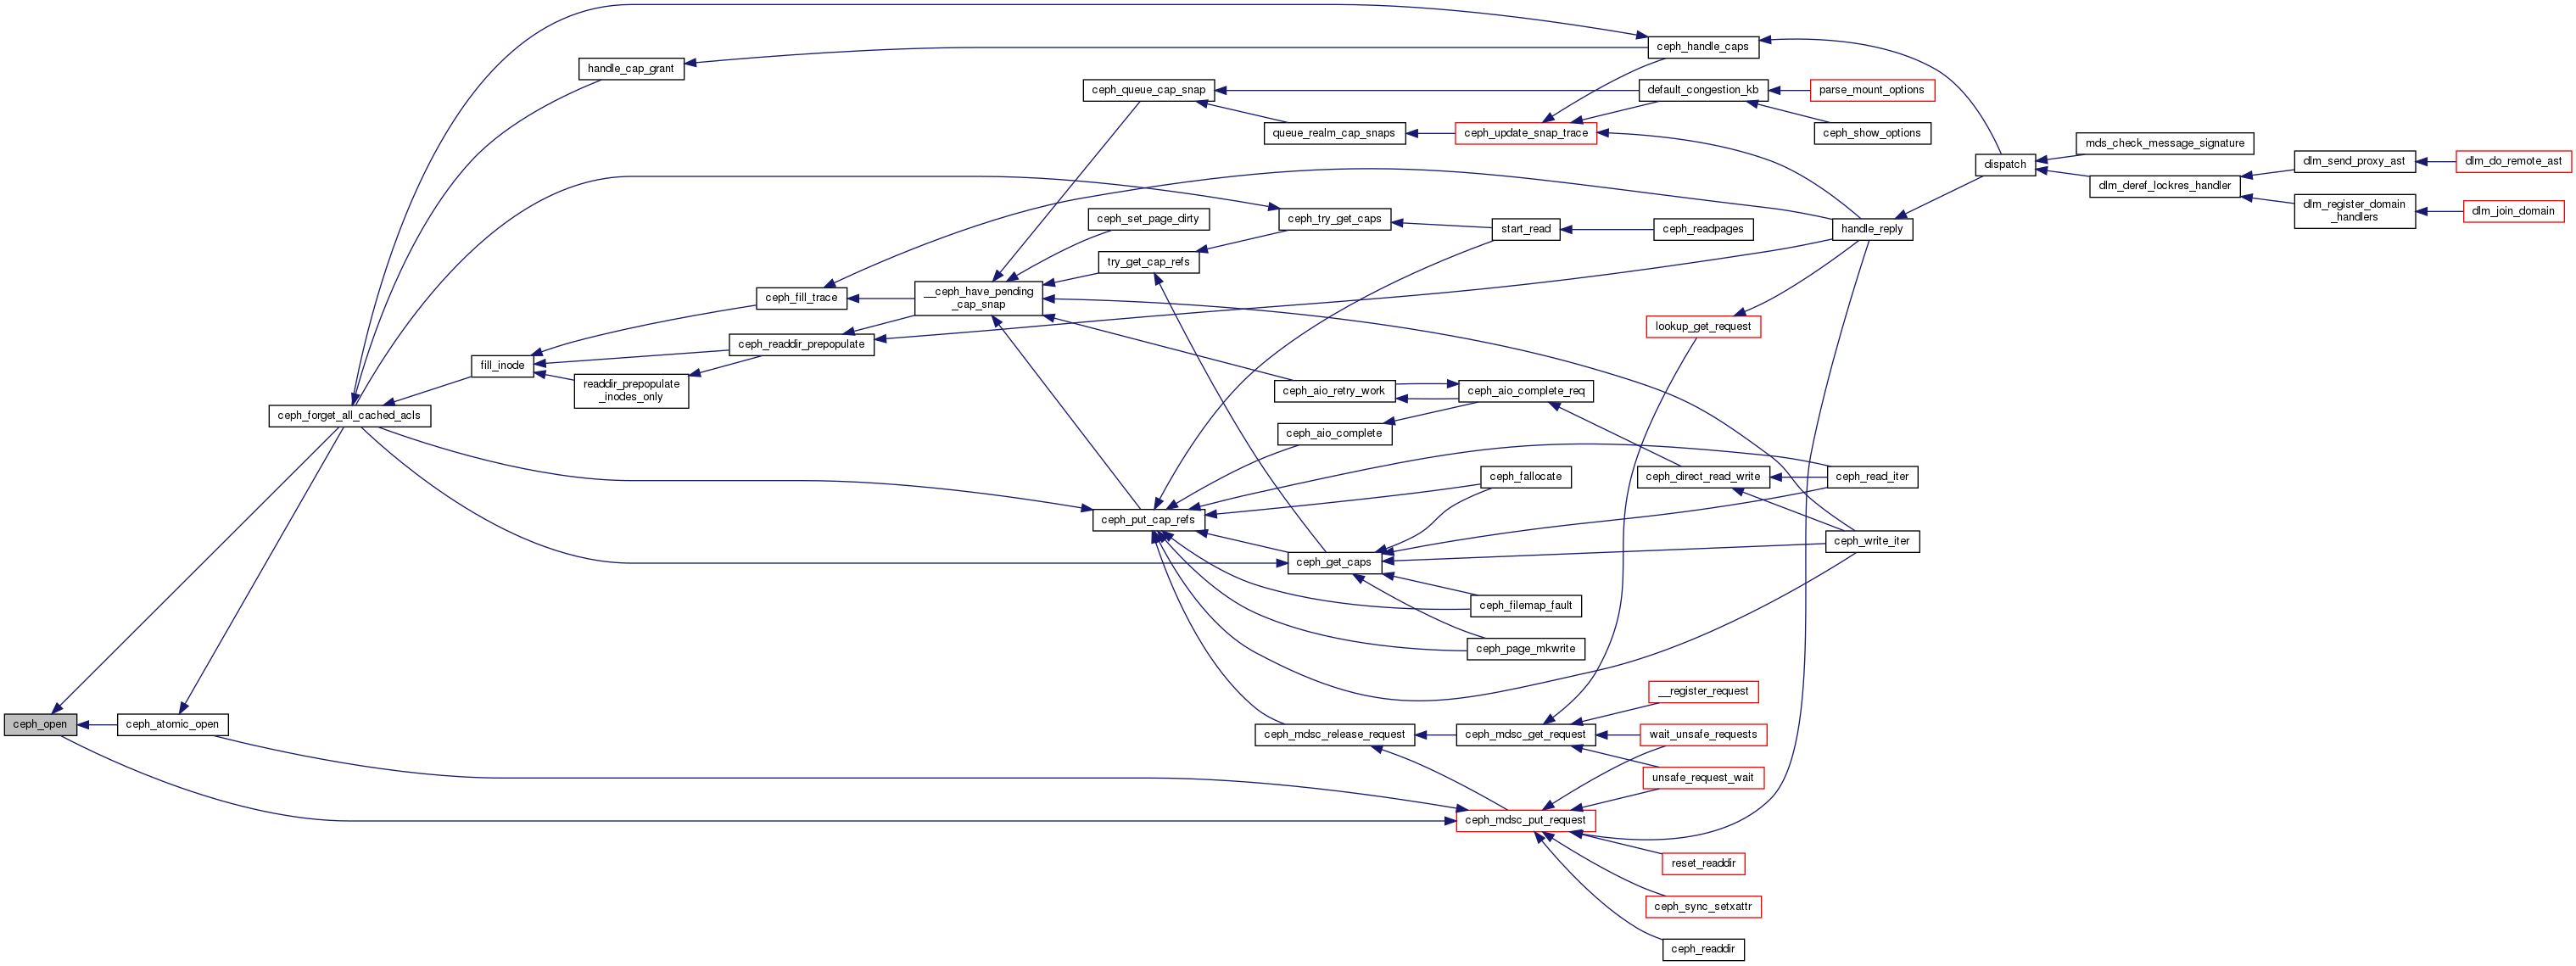 ceph_handle_caps
handle_cap_grant
ceph_queue_cap_snap
default_congestion_kb
parse_mount_options
queue_realm_cap_snaps
ceph_update_snap_trace
ceph_show_options
mds_check_message_signature
dispatch
dlm_send_proxy_ast
dlm_do_remote_ast
dlm_deref_lockres_handler
dlm_register_domain
_handlers
dlm_join_domain
ceph_set_page_dirty
ceph_try_get_caps
start_read
ceph_readpages
handle_reply
try_get_cap_refs
ceph_fill_trace
__ceph_have_pending
_cap_snap
lookup_get_request
ceph_readdir_prepopulate
fill_inode
readdir_prepopulate
_inodes_only
ceph_aio_retry_work
ceph_aio_complete_req
ceph_forget_all_cached_acls
ceph_aio_complete
ceph_fallocate
ceph_direct_read_write
ceph_read_iter
ceph_put_cap_refs
ceph_write_iter
ceph_get_caps
ceph_filemap_fault
ceph_page_mkwrite
__register_request
ceph_open
ceph_atomic_open
ceph_mdsc_release_request
ceph_mdsc_get_request
wait_unsafe_requests
unsafe_request_wait
ceph_mdsc_put_request
reset_readdir
ceph_sync_setxattr
ceph_readdir